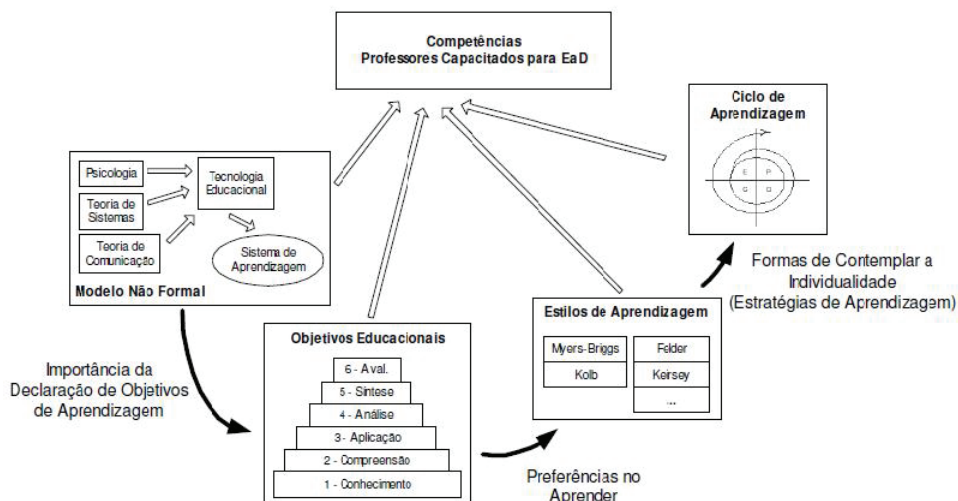 Competências
Professores Capacitados para EaD
Ciclo de
Aprendizagem
E P
G D
Psicologia
Teoria de
Sistemas
Teoria de
Comunicação
Tecnologia
Educacional
Sistema de
Aprendizagem
Modelo Não Formal
Formas de Contemplar a
Individualidade
(Estratégias de Aprendizagem)
Importância da
Declaração de Objetivos
de Aprendizagem
Objetivos Educacionais
6 - Aval.
5 - Síntese
4 - Análise
3 - Aplicação
2 - Compreensão
1 - Conhecimento
Estilos de Aprendizagem
Myers-Briggs
Felder
Kolb
Keirsey
...
Preferências no
Aprender